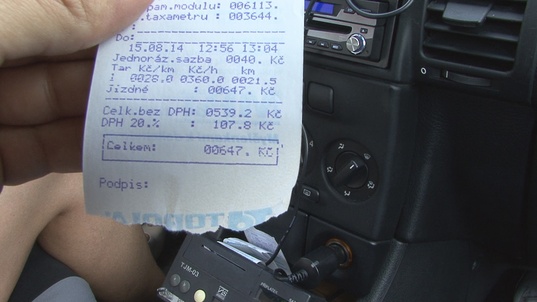 pam.modulu: 006113.
.taxametru : 003644.
Do:
15.08.14 12:56 13:04
Jednoráz.sazba 0040. Kč
Tar Kč/km Kč/h km
1 0028.0 0360.0 0021.5
Jízdné : 00647. Kč
Celk.bez DPH: 0539.2 Kč
DPH 20.% : 107.8 Kč
Celkem: 00647. Kč
Podpis:
TJM-03